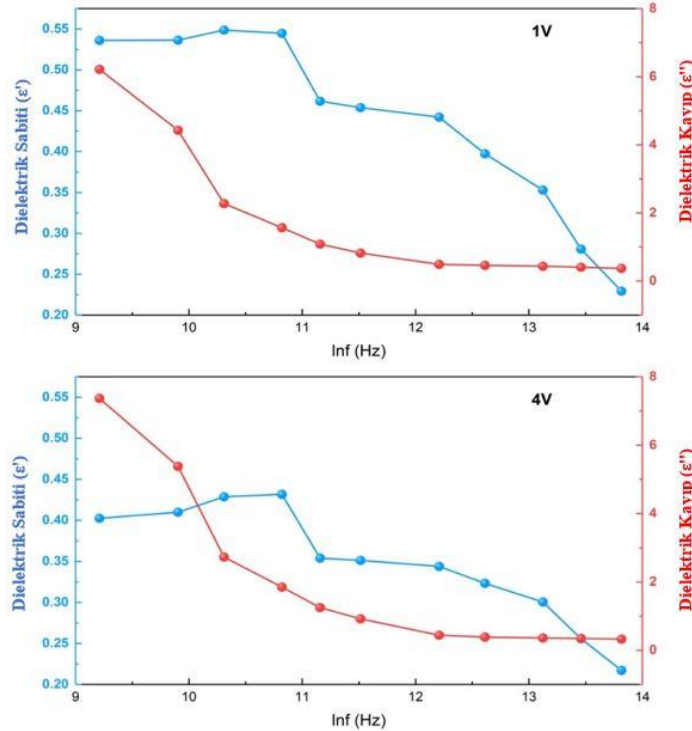 1V
Dielektrik Sabiti (ε')
0.55
0.50
0.45
0.40
0.35
0.30
0.25
0.20
8
6
4
2
0
Dielektrik Kayıp (ε'')
9 10 11 12 13 14
lnf (Hz)
4V
Dielektrik Sabiti (ε')
0.55
0.50
0.45
0.40
0.35
0.30
0.25
0.20
8
6
4
2
0
Dielektrik Kayıp (ε'')
9 10 11 12 13 14
lnf (Hz)